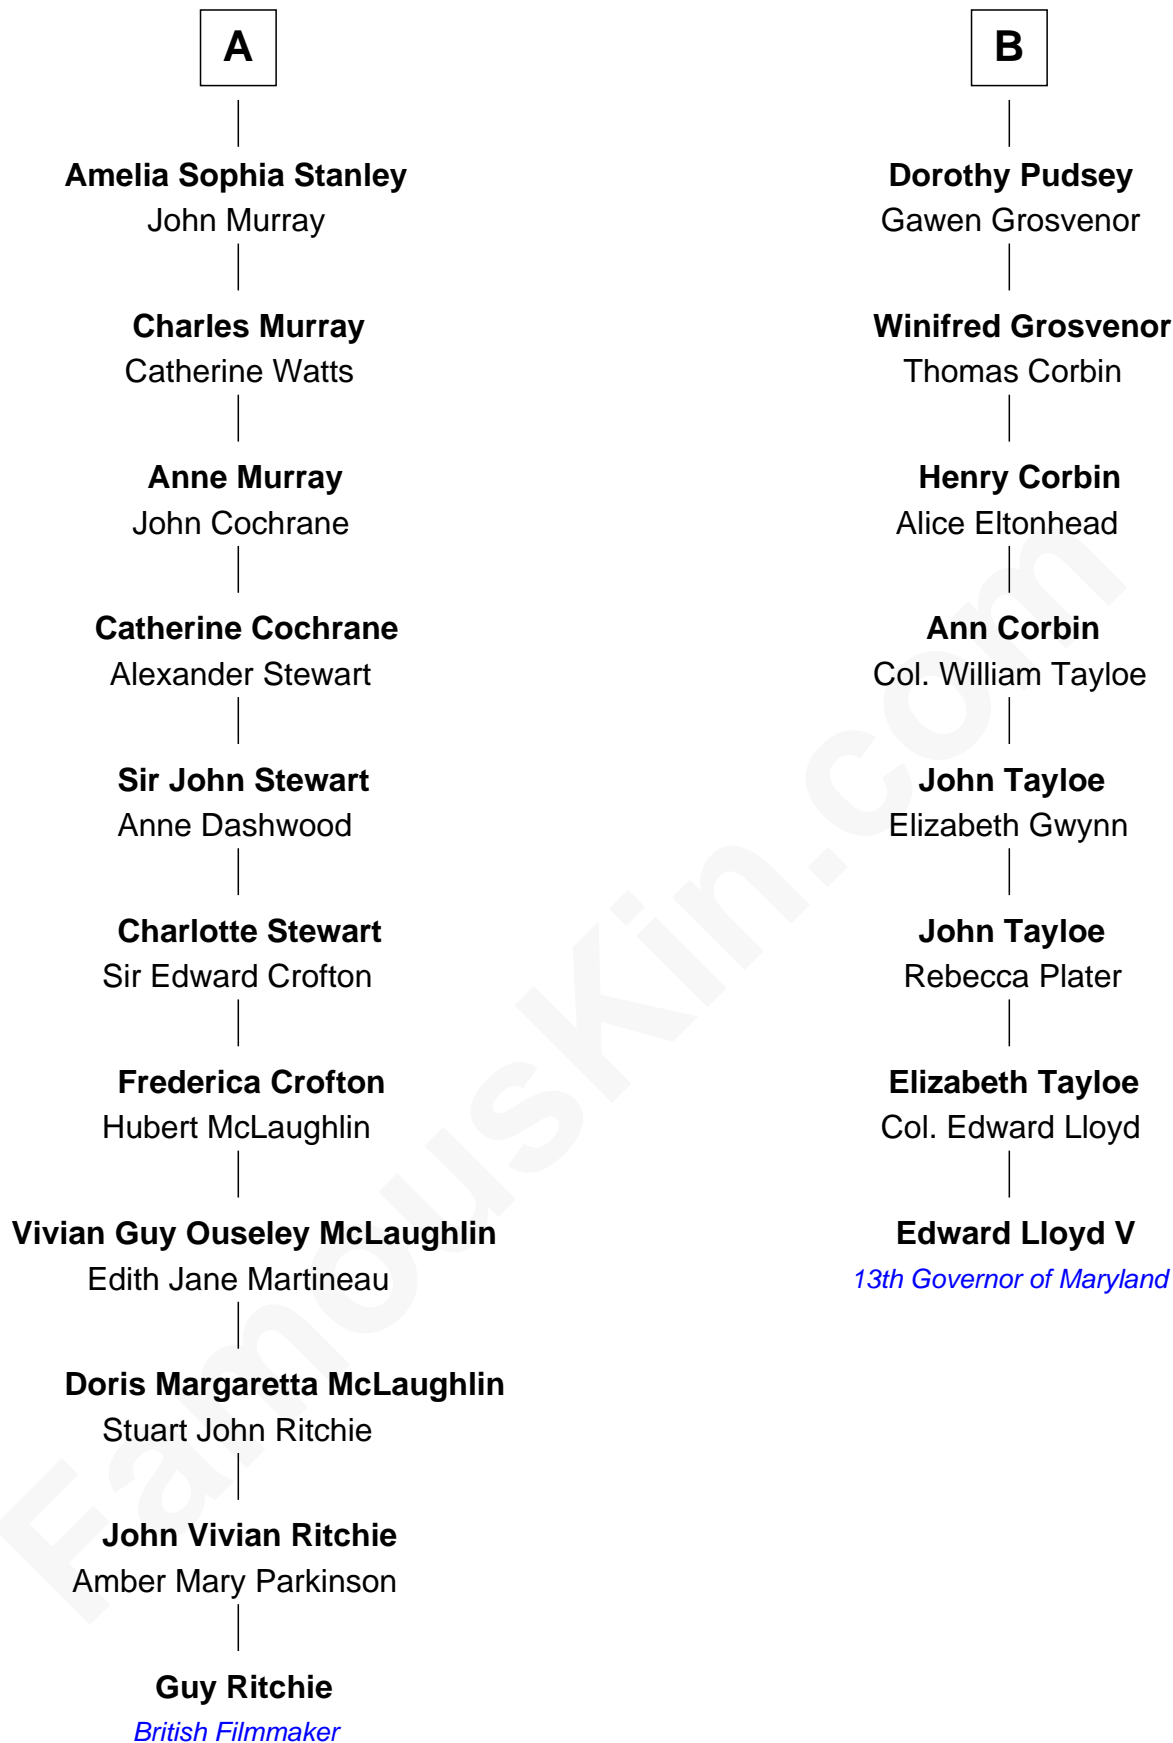 A
Amelia Sophia Stanley
John Murray
Charles Murray
Catherine Watts
Anne Murray
John Cochrane
Catherine Cochrane
Alexander Stewart
Sir John Stewart
Anne Dashwood
Charlotte Stewart
Sir Edward Crofton
Frederica Crofton
Hubert McLaughlin
Vivian Guy Ouseley McLaughlin
Edith Jane Martineau
Doris Margaretta McLaughlin
Stuart John Ritchie
John Vivian Ritchie
Amber Mary Parkinson
Guy Ritchie
British Filmmaker
B
Dorothy Pudsey
Gawen Grosvenor
Winifred Grosvenor
Thomas Corbin
Henry Corbin
Alice Eltonhead
Ann Corbin
Col. William Tayloe
John Tayloe
Elizabeth Gwynn
John Tayloe
Rebecca Plater
Elizabeth Tayloe
Col. Edward Lloyd
Edward Lloyd V
13th Governor of Maryland
FamousKin.com